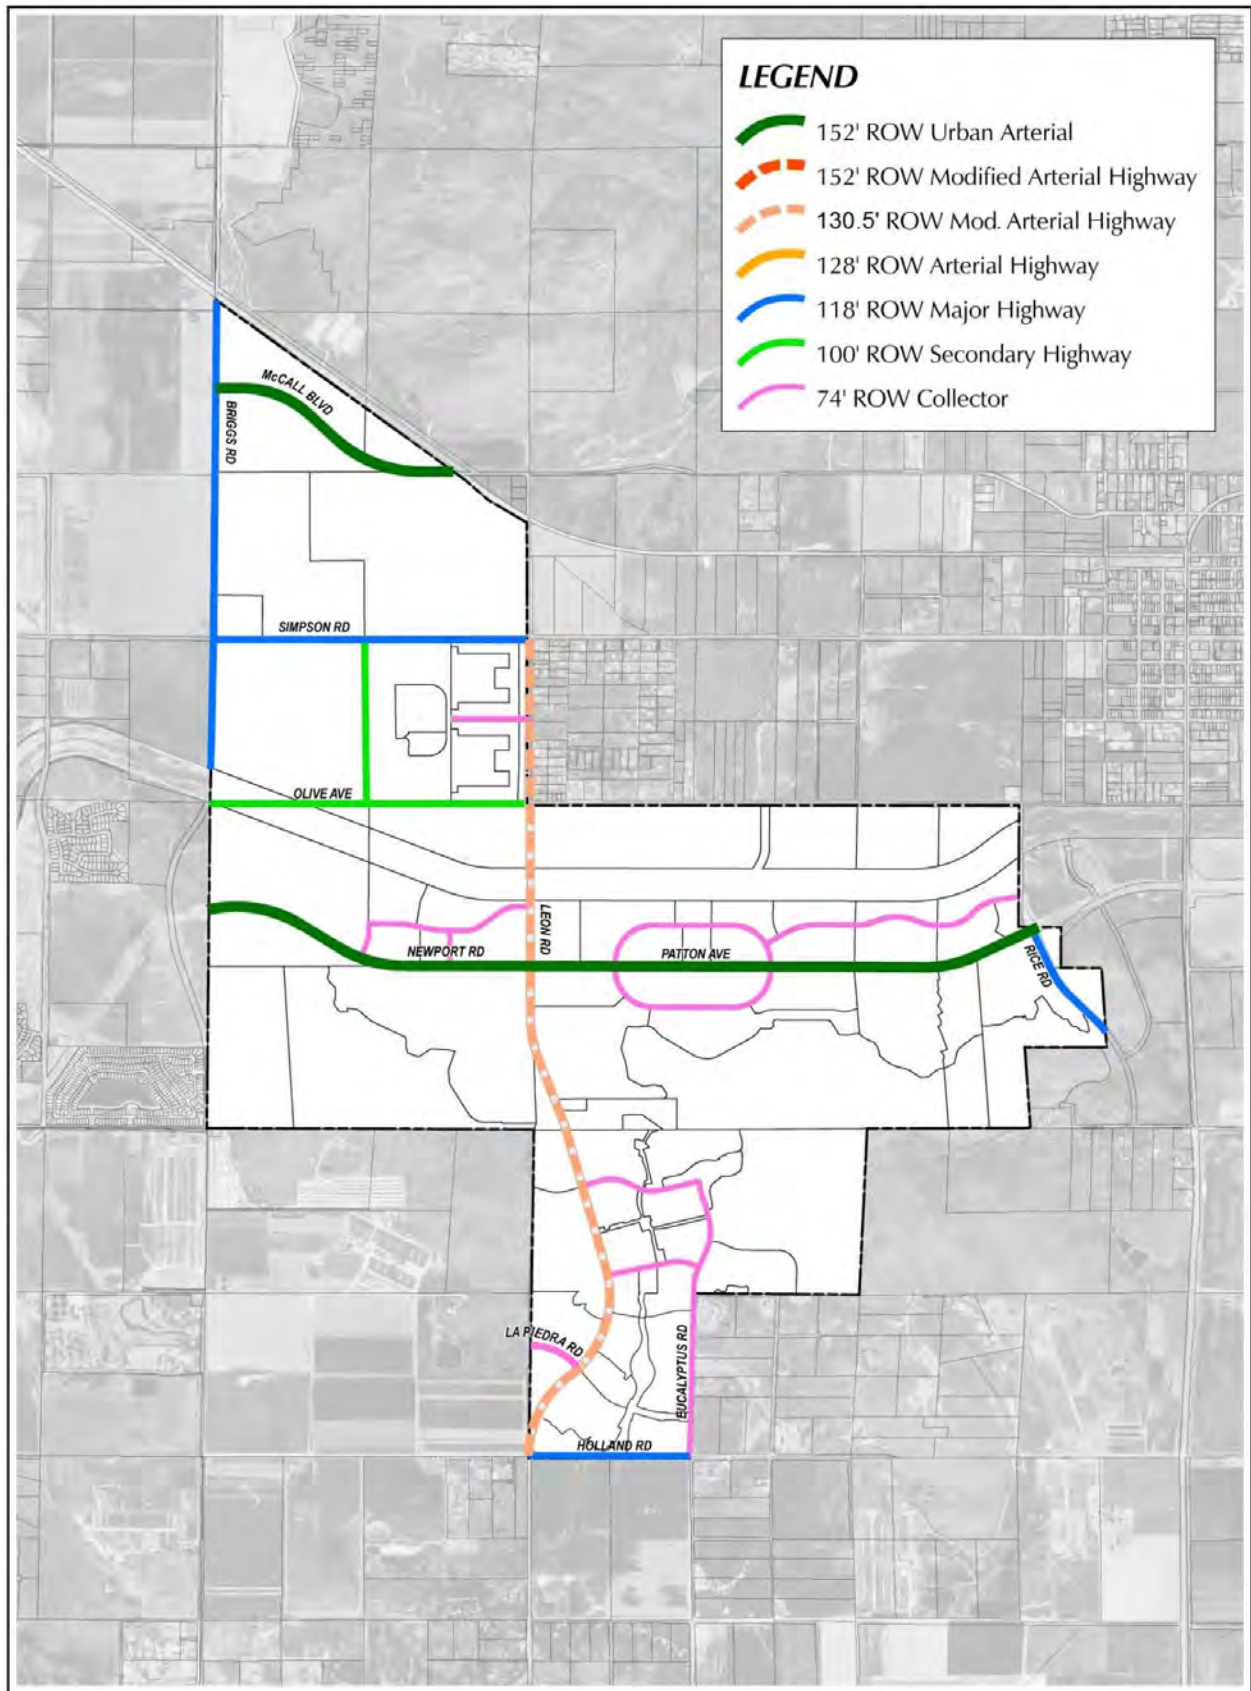 LEGEND
152' ROW Urban Arterial
152' ROW Modified Arterial Highway
130.5' ROW Mod. Arterial Highway
128' ROW Arterial Highway
118' ROW Major Highway
100' ROW Secondary Highway
74' ROW Collector
McCALL BLVD
BRIGGS RD
SIMPSON RD
OLIVE AVE
LEON RD
NEWPORT RD
PATTON AVE
RICE RD
LA PIEDRA RD
EUCALYPTUS RD
HOLLAND RD